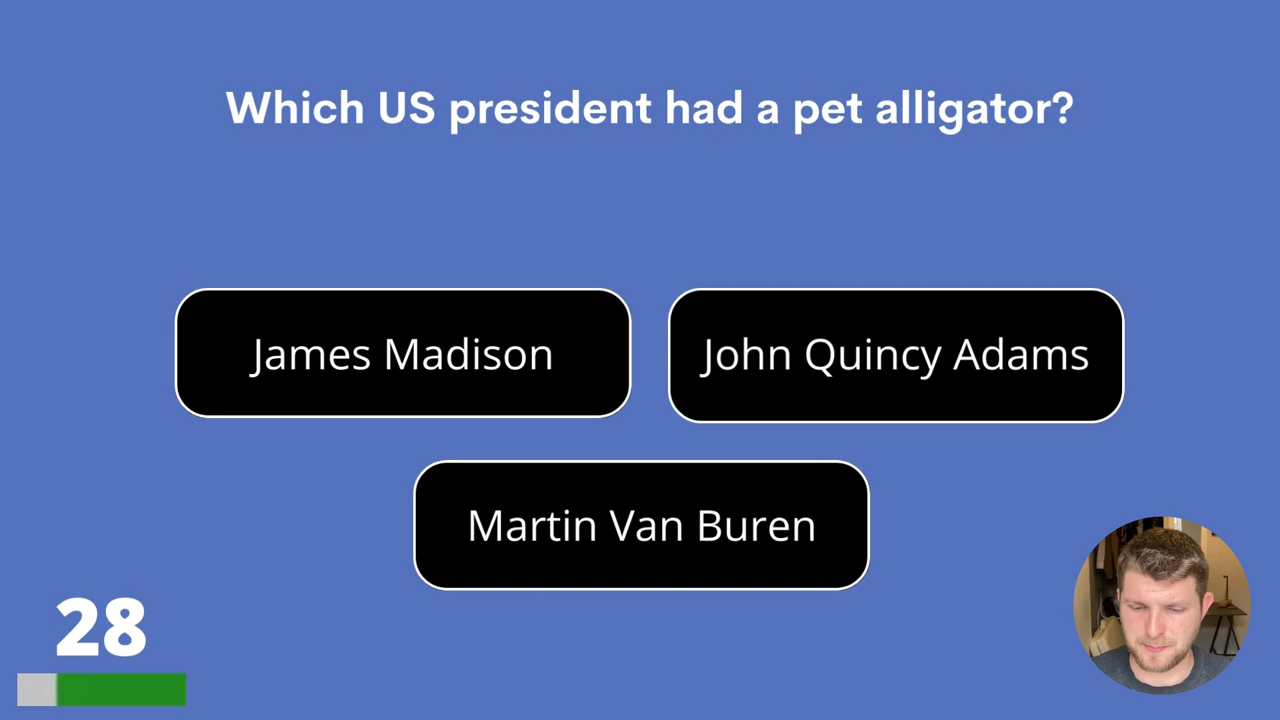 Which US president had a pet alligator?
James Madison
John Quincy Adams
Martin Van Buren
28